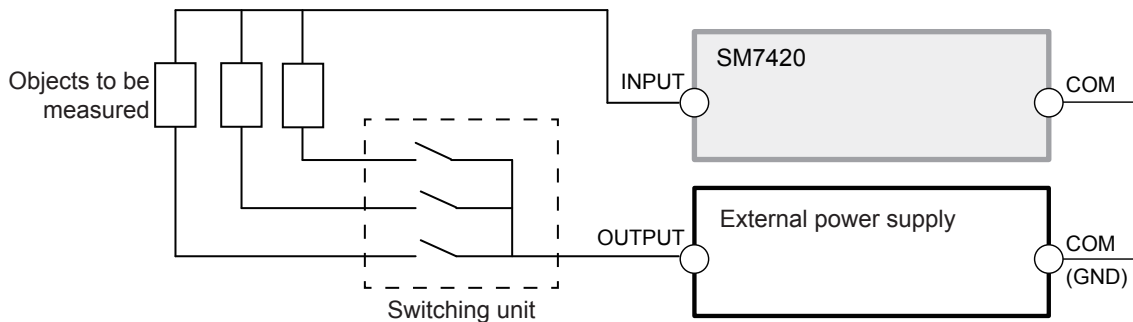 SM7420
Objects to be
measured
INPUT
COM
External power supply
OUTPUT
COM
(GND)
Switching unit